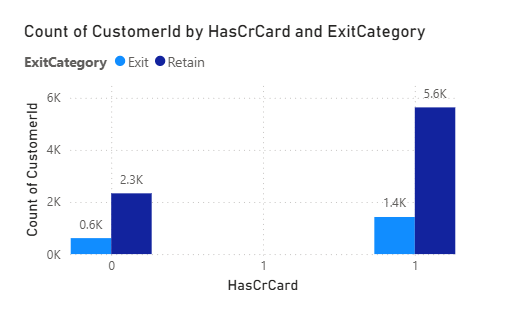 Count of CustomerId by HasCrCard and ExitCategory
ExitCategory Exit Retain
Count of CustomerId
6K
4K
2K
0K
0.6K
2.3K
1.4K
5.6K
0 1 1
HasCrCard